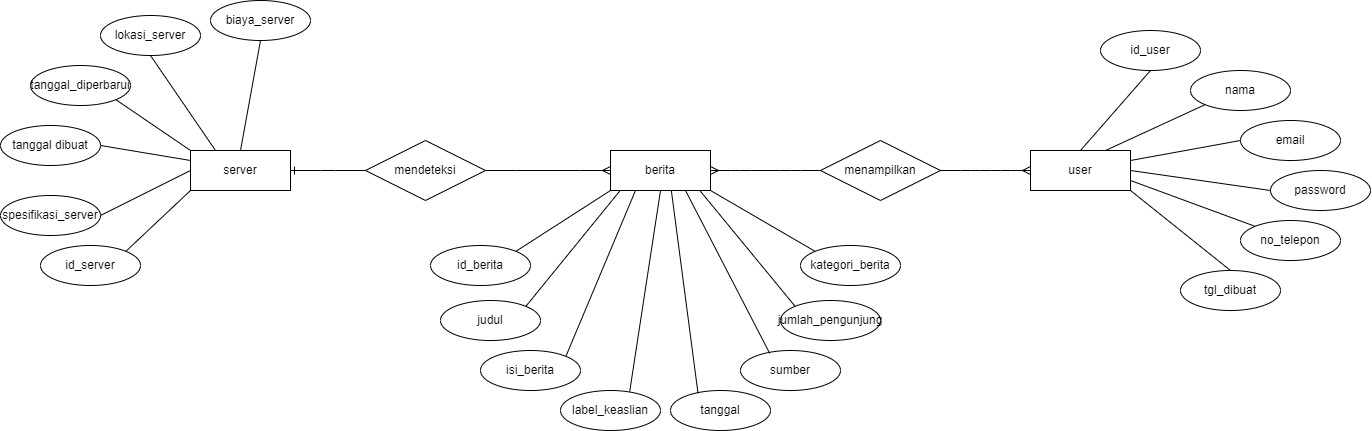 biaya_server
lokasi_server
tanggal_diperbarui
tanggal dibuat
spesifikasi_server
id_server
server
mendeteksi
berita
menampilkan
user
id_user
nama
email
password
no_telepon
tgl_dibuat
id_berita
judul
isi_berita
label_keaslian
tanggal
sumber
jumlah_pengunjung
kategori_berita